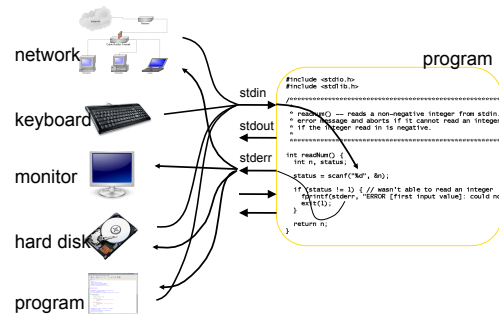 network
keyboard
monitor
hard disk
program
stdin
stdout
stderr
program
#include <stdio.h>
#include <stdlib.h>
* readNum() -- reads a non-negative integer from stdin.
* error message and aborts if it cannot read an integer
* if the integer read in is negative.
*
int readNum() {
int n, status;
status = scanf("%d", &n);
if (status != 1) { // wasn't able to read an integer
fprintf(stderr, "ERROR [first input value]: could no
exit(1);
}
return n;
}